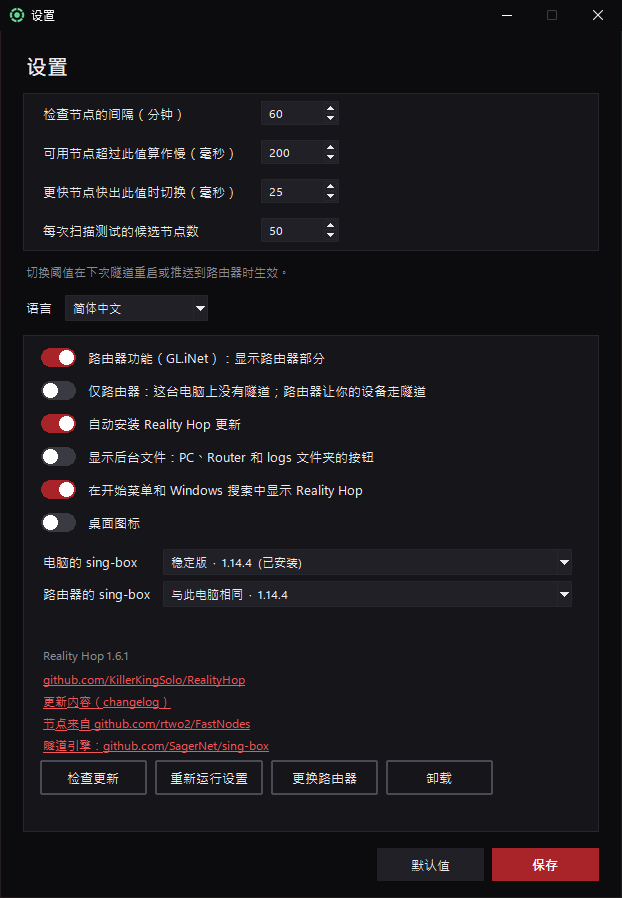 设置
设置
检查节点的间隔（分钟） 60
可用节点超过此值算作慢（毫秒） 200
更快节点快出此值时切换（毫秒） 25
每次扫描测试的候选节点数 50
切换阈值在下次隧道重启或推送到路由器时生效。
语言 简体中文
路由器功能（GL.iNet）：显示路由器部分
仅路由器：这台电脑上没有隧道；路由器让你的设备走隧道
自动安装 Reality Hop 更新
显示后台文件：PC、Router 和 logs 文件夹的按钮
在开始菜单和 Windows 搜索中显示 Reality Hop
桌面图标
电脑的 sing-box 稳定版 · 1.14.4 (已安装)
路由器的 sing-box 与此电脑相同 · 1.14.4
Reality Hop 1.6.1
github.com/KillerKingSolo/RealityHop
更新内容（changelog）
节点来自 github.com/rtwo2/FastNodes
隧道引擎：github.com/SagerNet/sing-box
检查更新 重新运行设置 更换路由器 卸载
默认值 保存